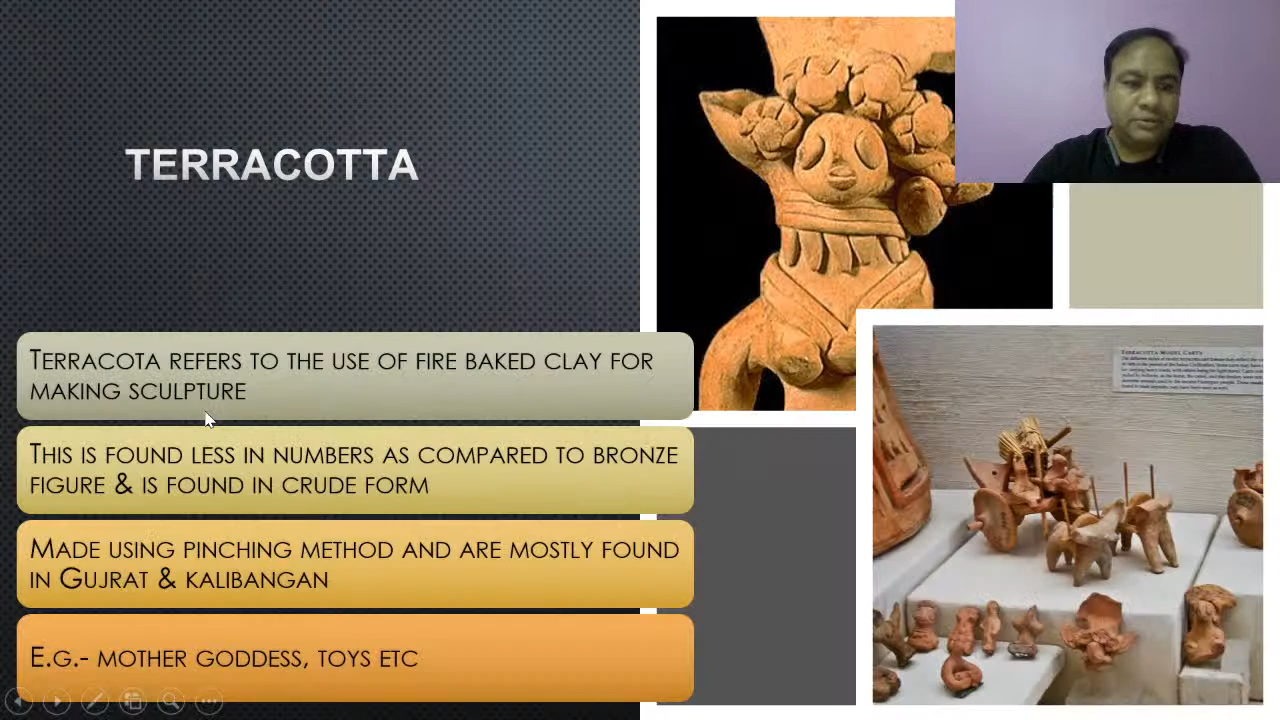 TERRACOTTA
TERRACOTA REFERS TO THE USE OF FIRE BAKED CLAY FOR
MAKING SCULPTURE
THIS IS FOUND LESS IN NUMBERS AS COMPARED TO BRONZE
FIGURE & IS FOUND IN CRUDE FORM
MADE USING PINCHING METHOD AND ARE MOSTLY FOUND
IN GUJRAT & KALIBANGAN
E.G.- MOTHER GODDESS, TOYS ETC
TERRACOTTA MODEL CARTS